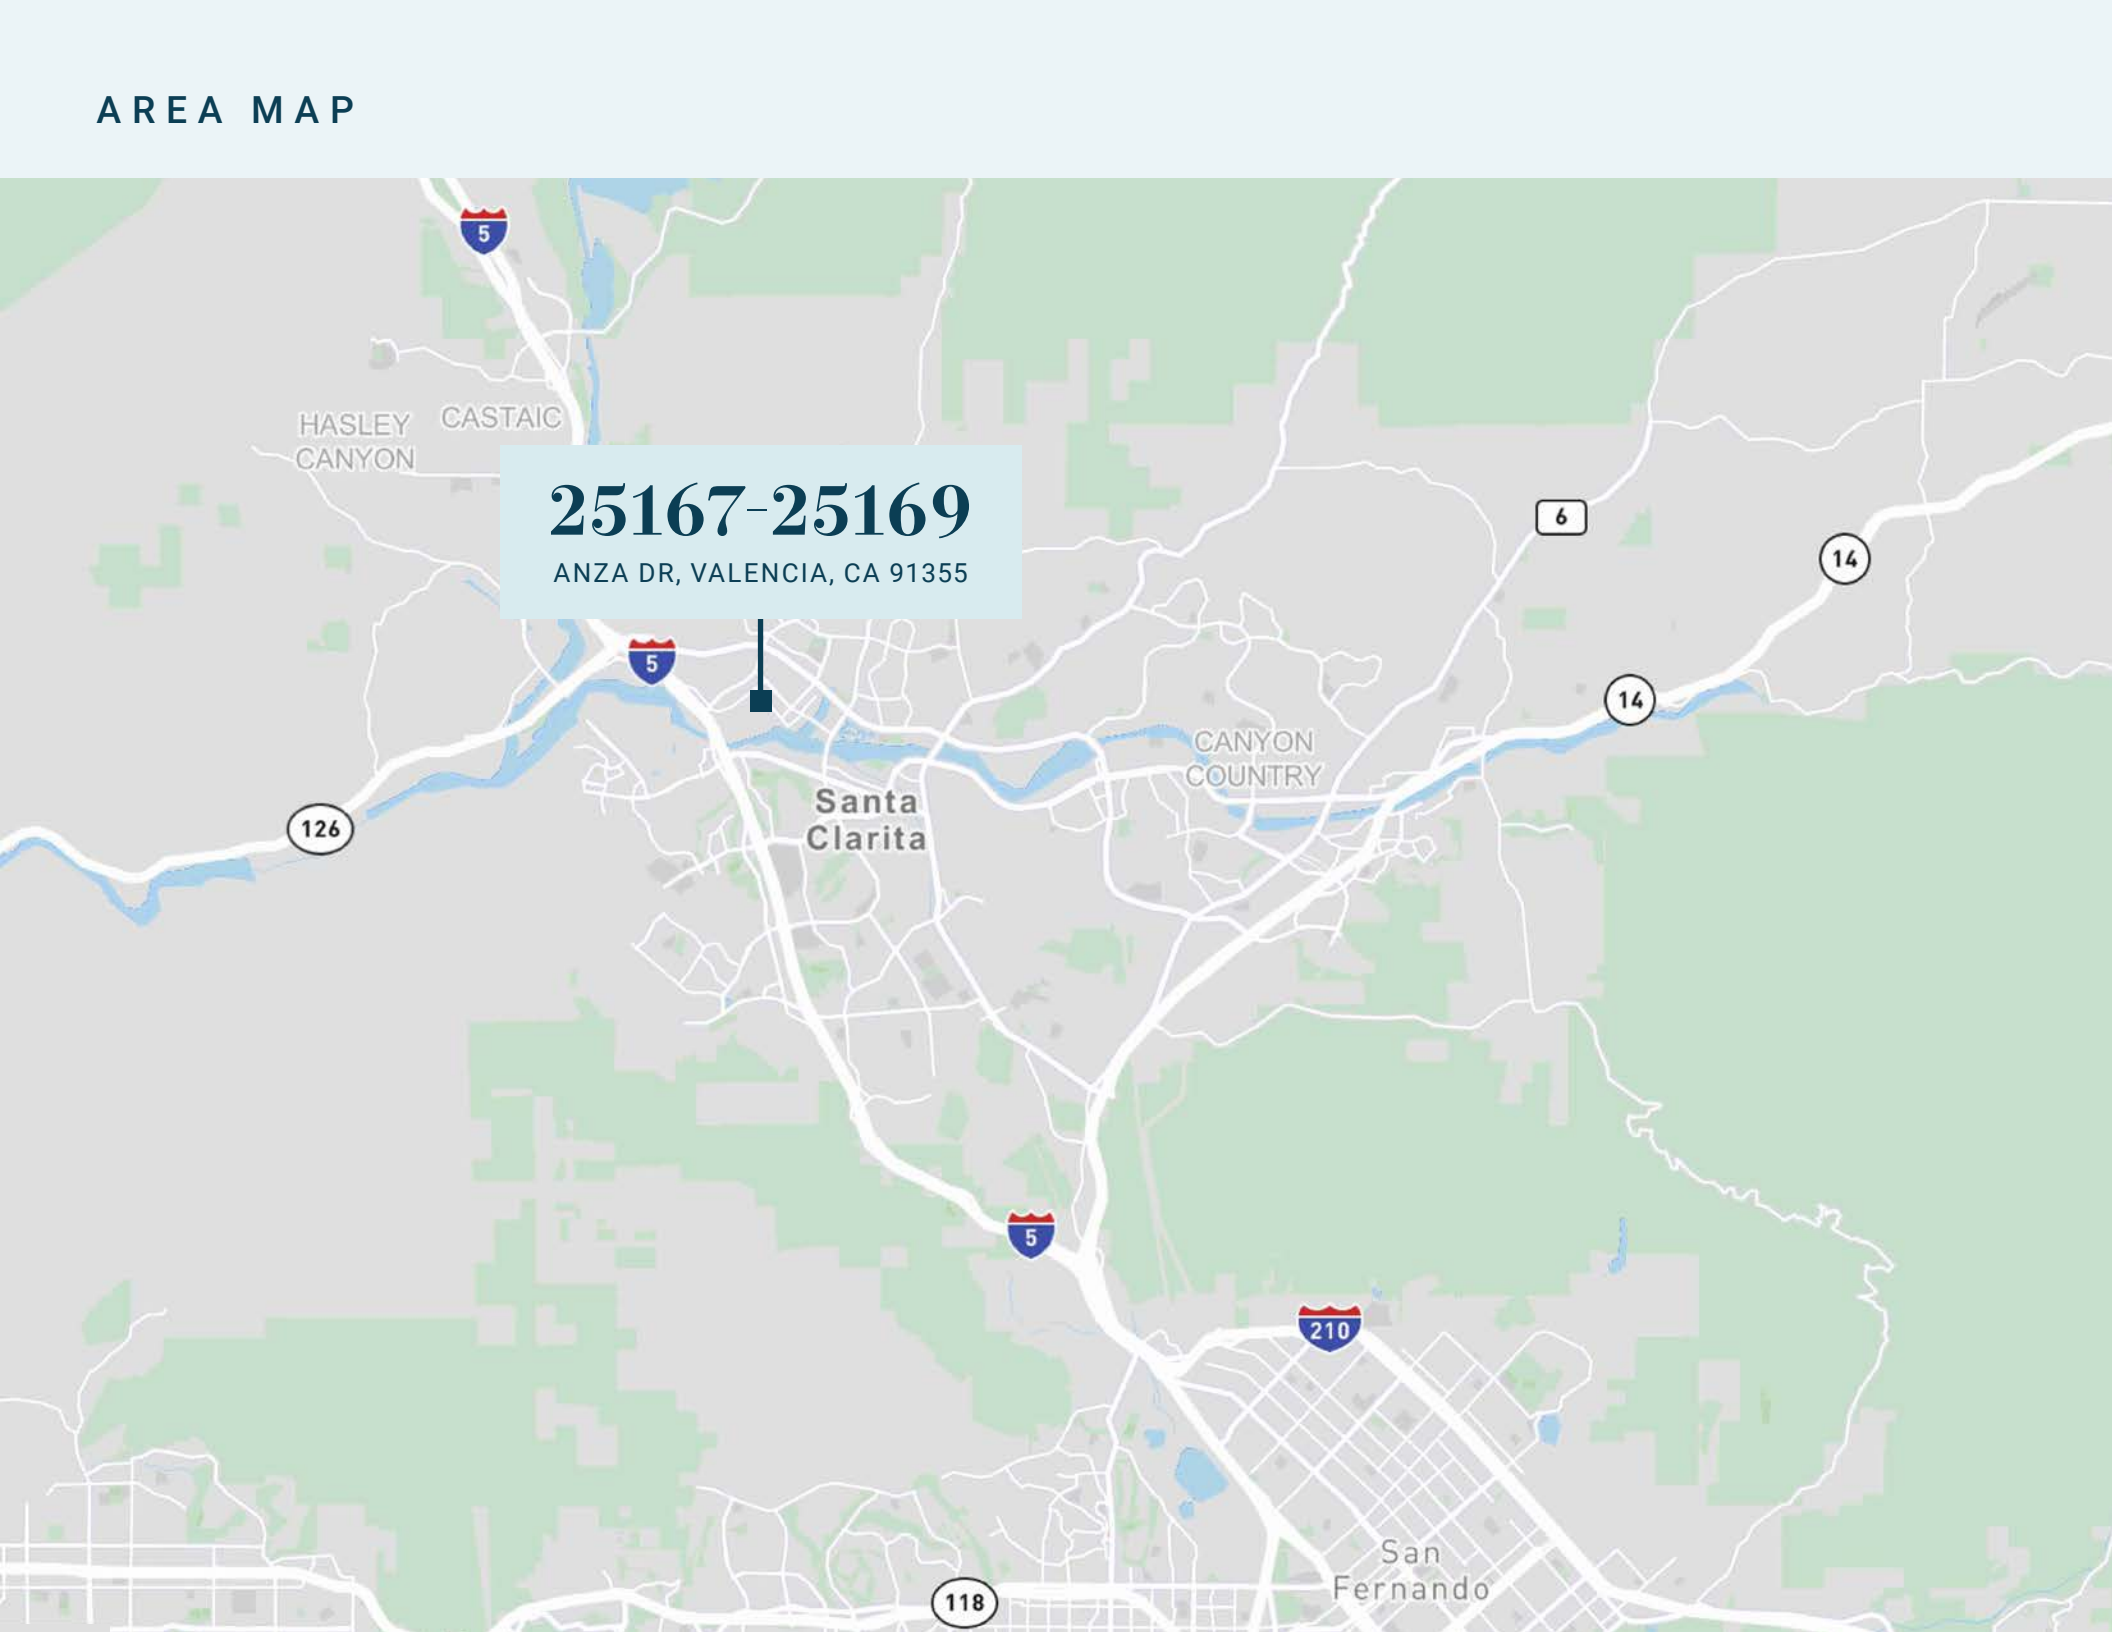 AREA MAP
5
HASLEY
CANYON
CASTAIC
25167-25169
ANZA DR, VALENCIA, CA 91355
6
14
5
14
CANYON
COUNTRY
Santa
Clarita
126
5
210
San
Fernando
118